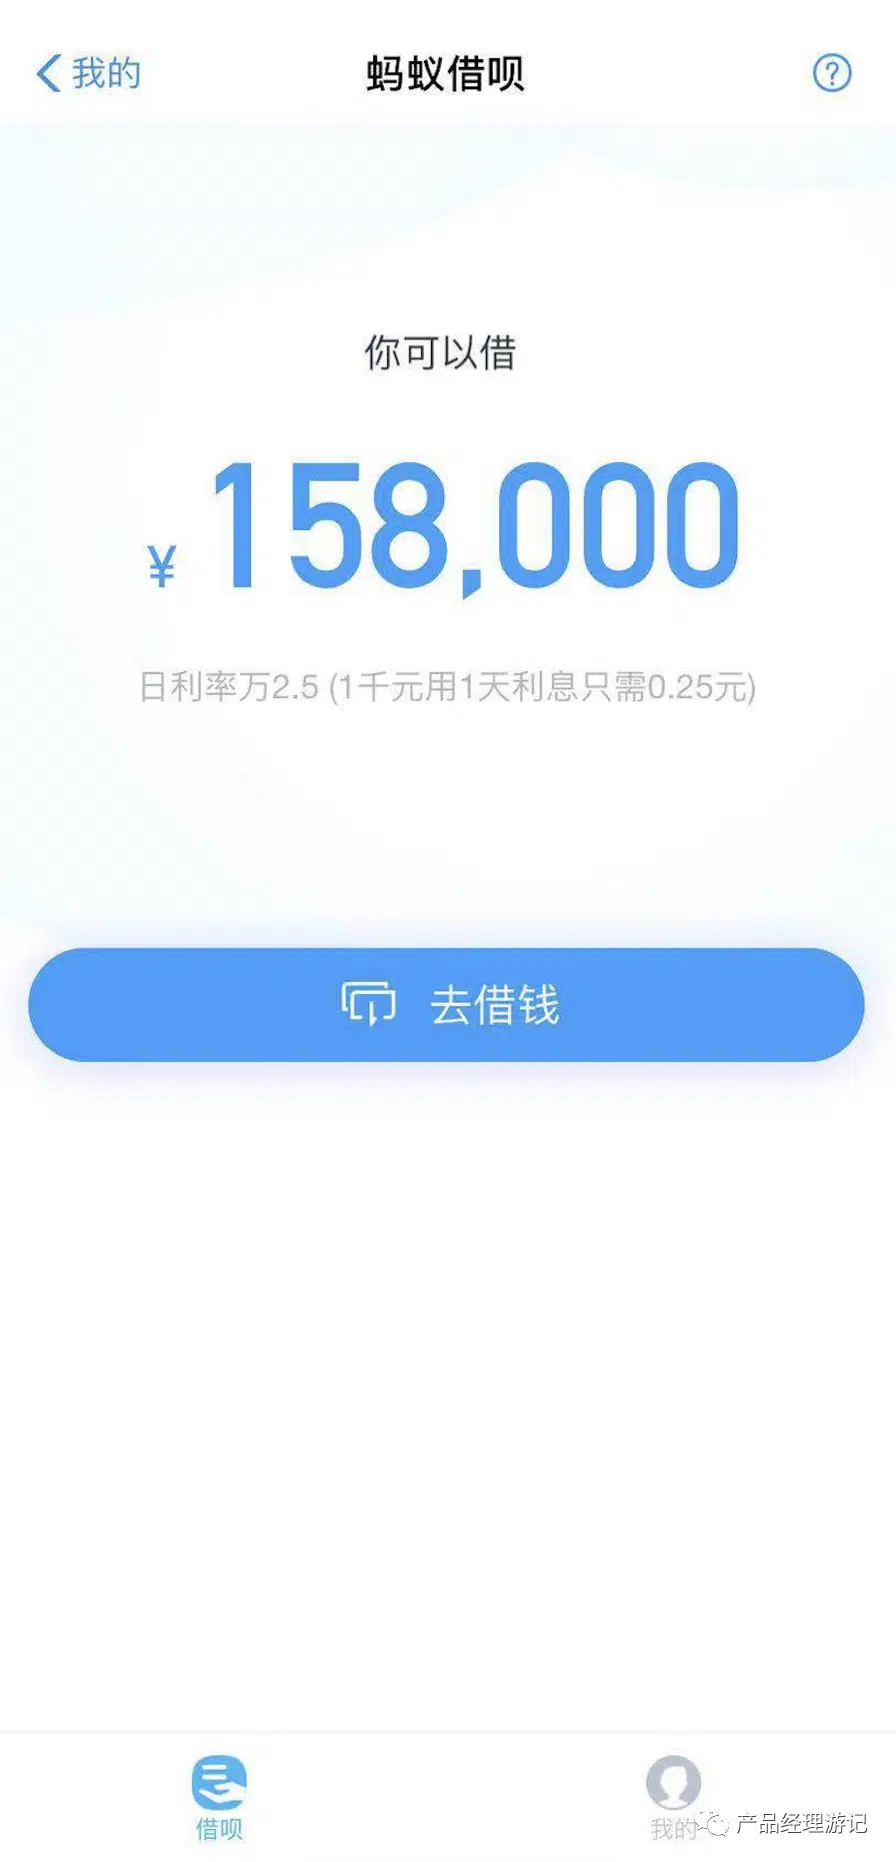 我的
蚂蚁借呗
?
你可以借
¥158,000
日利率万2.5 (1千元用1天利息只需0.25元)
去借钱
借呗
我的
产品经理游记